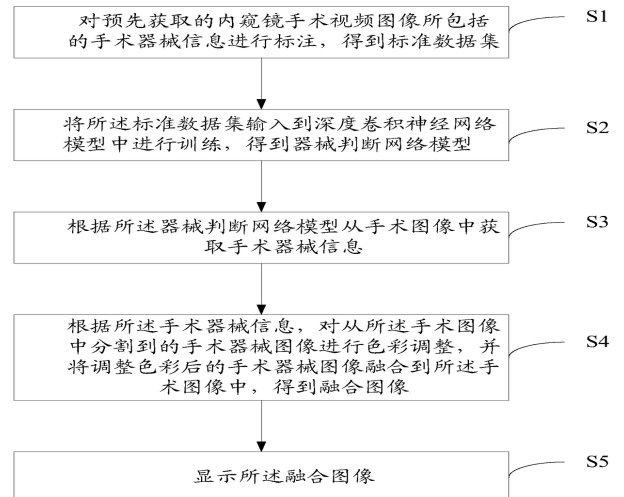 对预先获取的内窥镜手术视频图像所包括
的手术器械信息进行标注，得到标准数据集
S1
将所述标准数据集输入到深度卷积神经网络
模型中进行训练，得到器械判断网络模型
S2
根据所述器械判断网络模型从手术图像中获
取手术器械信息
S3
根据所述手术器械信息，对从所述手术图像
中分割到的手术器械图像进行色彩调整，并
将调整色彩后的手术器械图像融合到所述手
术图像中，得到融合图像
S4
显示所述融合图像
S5